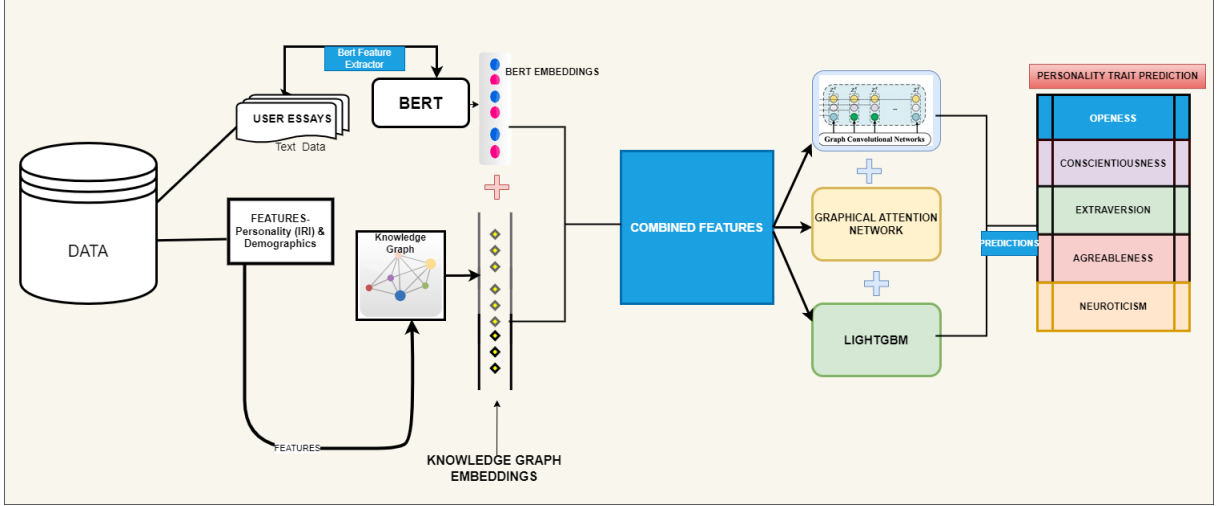 Bert Feature
Extractor
USER ESSAYS
Text Data
BERT
BERT EMBEDDINGS
DATA
FEATURES-
Personality (IRI) &
Demographics
Knowledge
Graph
FEATURES
KNOWLEDGE GRAPH
EMBEDDINGS
COMBINED FEATURES
...
Graph Convolutional Networks
GRAPHICAL ATTENTION
NETWORK
LIGHTGBM
PREDICTIONS
PERSONALITY TRAIT PREDICTION
OPENESS
CONSCIENTIOUSNESS
EXTRAVERSION
AGREABLENESS
NEUROTICISM